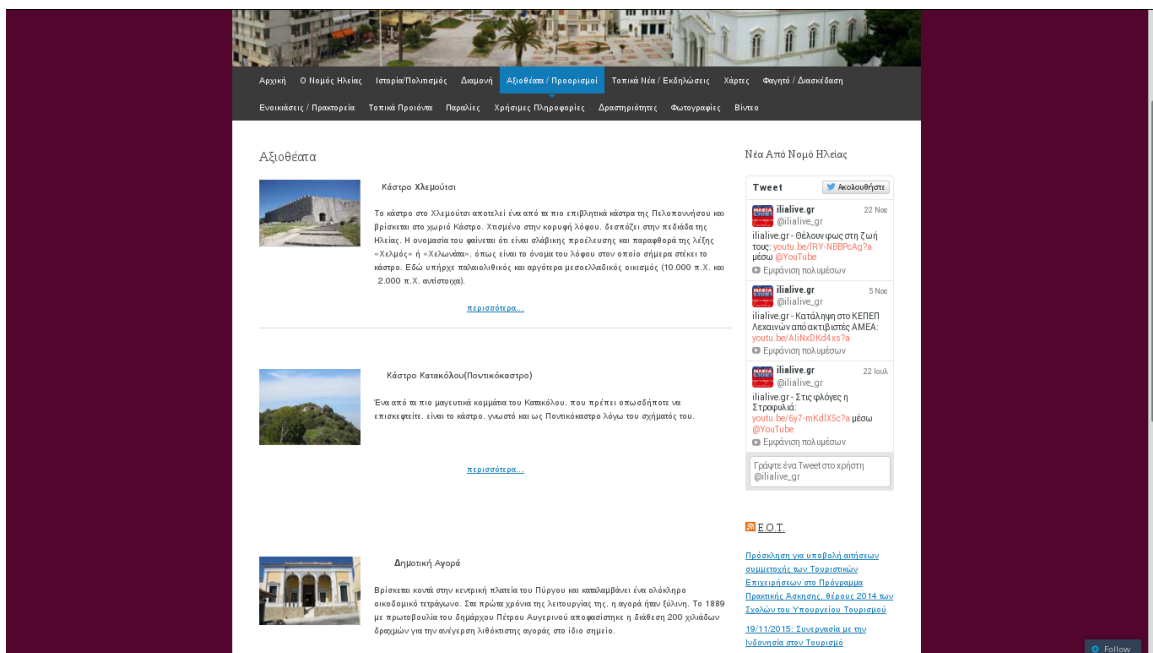 Αρχική Ο Νομός Ηλείας Ιστορία/Πολιτισμός Διαμονή Αξιοθέατα / Προορισμοί Τοπικά Νέα / Εκδηλώσεις Χάρτες Φαγητό / Διασκέδαση
Ενοικιάσεις / Πρακτορεία Τοπικά Προιόντα Παραλίες Χρήσιμες Πληροφορίες Δραστηριότητες Φωτογραφίες Βίντεο
Αξιοθέατα
Κάστρο Χλεμούτσι
Το κάστρο στο Χλεμούτσι αποτελεί ένα από τα πιο επιβλητικά κάστρα της Πελοποννήσου και
βρίσκεται στο χωριό Κάστρο. Χτισμένο στην κορυφή λόφου, δεσπόζει στην πεδιάδα της
Ηλείας. Η ονομασία του φαίνεται ότι είναι σλάβικης προέλευσης και παραφθορά της λέξης
«Χελμός» ή «Χελωνάτα», όπως είναι το όνομα του λόφου στον οποίο σήμερα στέκει το
κάστρο. Εδώ υπήρχε παλαιολιθικός και αργότερα μεσοελλαδικός οικισμός (10.000 π.Χ. και
2.000 π.Χ. αντίστοιχα).
περισσότερα...
Κάστρο Κατακόλου(Ποντικόκαστρο)
Ένα από τα πιο μαγευτικά κομμάτια του Κατακόλου, που πρέπει οπωσδήποτε να
επισκεφτείτε, είναι το κάστρο, γνωστό και ως Ποντικόκαστρο λόγω του σχήματός του.
περισσότερα...
Δημοτική Αγορά
Βρίσκεται κοντά στην κεντρική πλατεία του Πύργου και καταλαμβάνει ένα ολόκληρο
οικοδομικό τετράγωνο. Στα πρώτα χρόνια της λειτουργίας της, η αγορά ήταν ξύλινη. Το 1889
με πρωτοβουλία του δημάρχου Πέτρου Αυγερινού αποφασίστηκε η διάθεση 200 χιλιάδων
δραχμών για την ανέγερση λιθόκτιστης αγοράς στο ίδιο σημείο.
Νέα Από Νομό Ηλείας
Tweet Ακολουθήστε
ilialive.gr 22 Νοε
@ilialive_gr
ilialive.gr - Θέλουν φως στη ζωή
τους: youtu.be/lRY-NBBPcAg?a
μέσω @YouTube
Εμφάνιση πολυμέσων
ilialive.gr 5 Νοε
@ilialive_gr
ilialive.gr - Κατάληψη στο ΚΕΠΕΠ
Λεχαινών από ακτιβιστές ΑΜΕΑ:
youtu.be/AIiNxDKd4xs?a
Εμφάνιση πολυμέσων
ilialive.gr 22 Ιουλ
@ilialive_gr
ilialive.gr - Στις φλόγες η
Στροφυλιά:
youtu.be/6y7-mKdlX5c?a μέσω
@YouTube
Εμφάνιση πολυμέσων
Γράψτε ένα Tweet στο χρήστη
@ilialive_gr
Ε.Ο.Τ.
Πρόσκληση για υποβολή αιτήσεων
συμμετοχής των Τουριστικών
Επιχειρήσεων στο Πρόγραμμα
Πρακτικής Άσκησης, θέρους 2014 των
Σχολών του Υπουργείου Τουρισμού
19/11/2015: Συνεργασία με την
Ινδονησία στον Τουρισμό
Follow